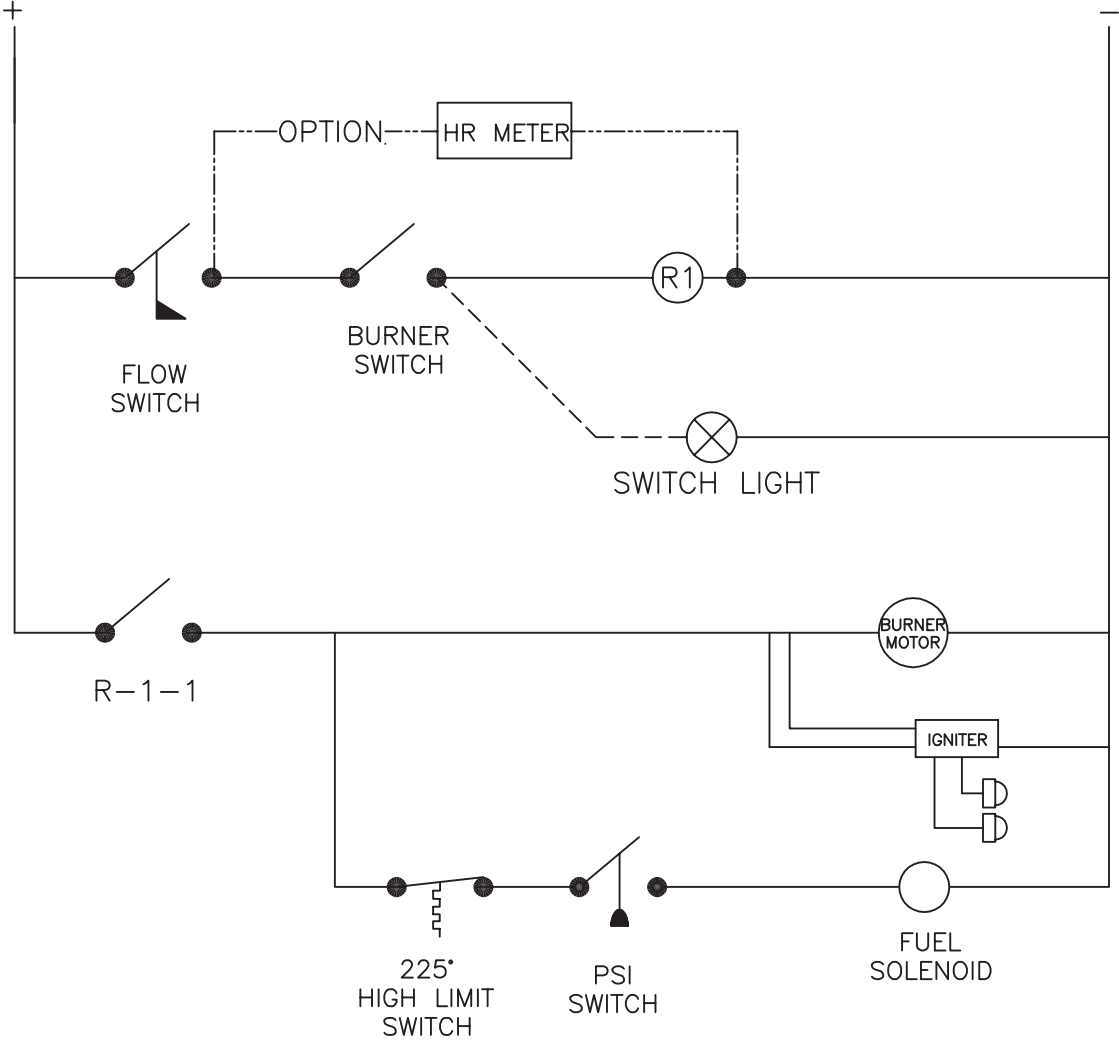 +
−
OPTION.
HR METER
R1
BURNER
SWITCH
FLOW
SWITCH
SWITCH LIGHT
BURNER
MOTOR
R-1-1
IGNITER
FUEL
SOLENOID
225°
HIGH LIMIT
SWITCH
PSI
SWITCH